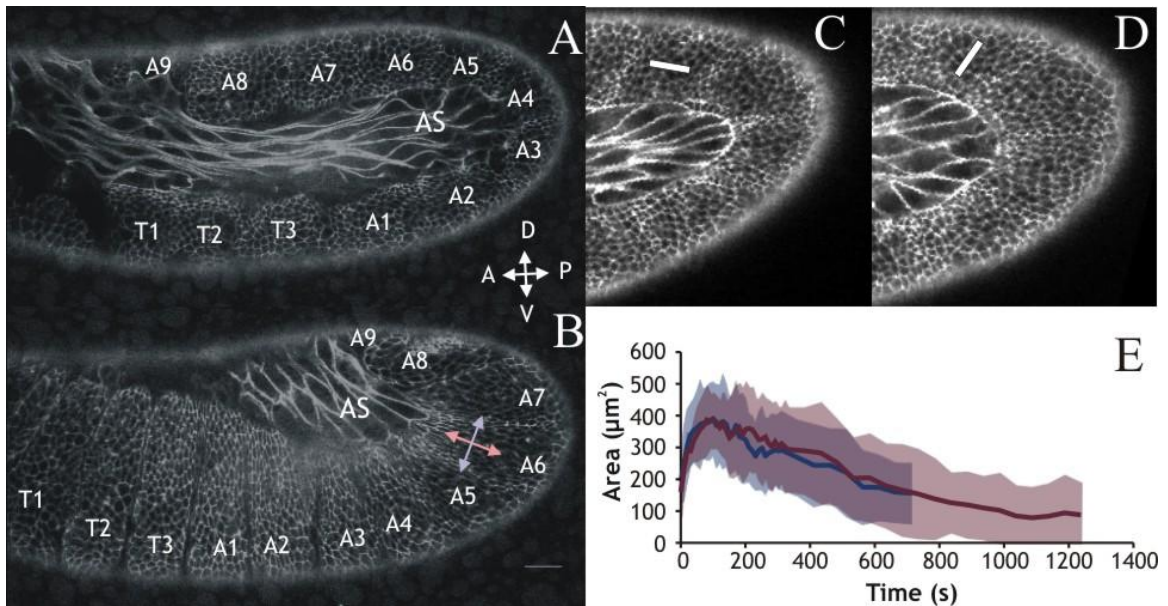 A
A9
A8
A7
A6
A5
A4
A3
AS
A2
A1
T3
T2
T1
D
A P
V
B
A9
A8
A7
AS
A6
A5
A4
A3
A2
A1
T3
T2
T1
C
D
E
600
500
400
300
200
100
0
Area (μm²)
0 200 400 600 800 1000 1200 1400
Time (s)